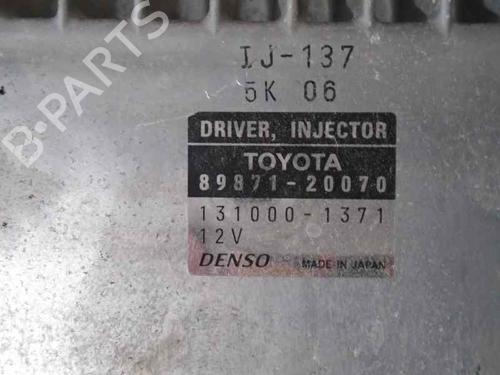 IJ-137
5K 06
DRIVER, INJECTOR
TOYOTA
89871-20070
131000-1371
12V
DENSO MADE IN JAPAN
B-PARTS